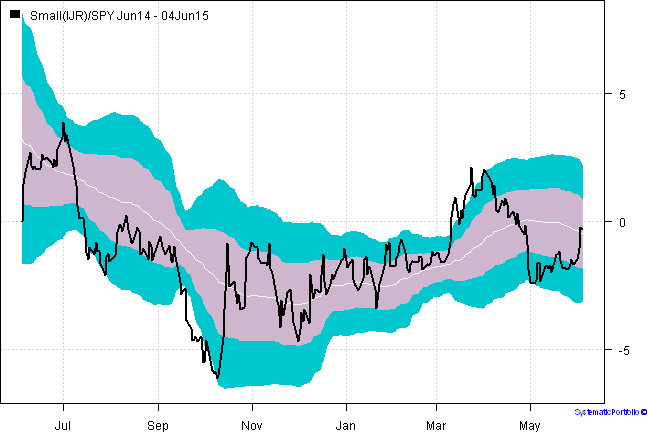 Small(IJR)/SPY Jun14 - 04Jun15
5
0
-5
Jul Sep Nov Jan Mar May
SystematicPortfolio ©